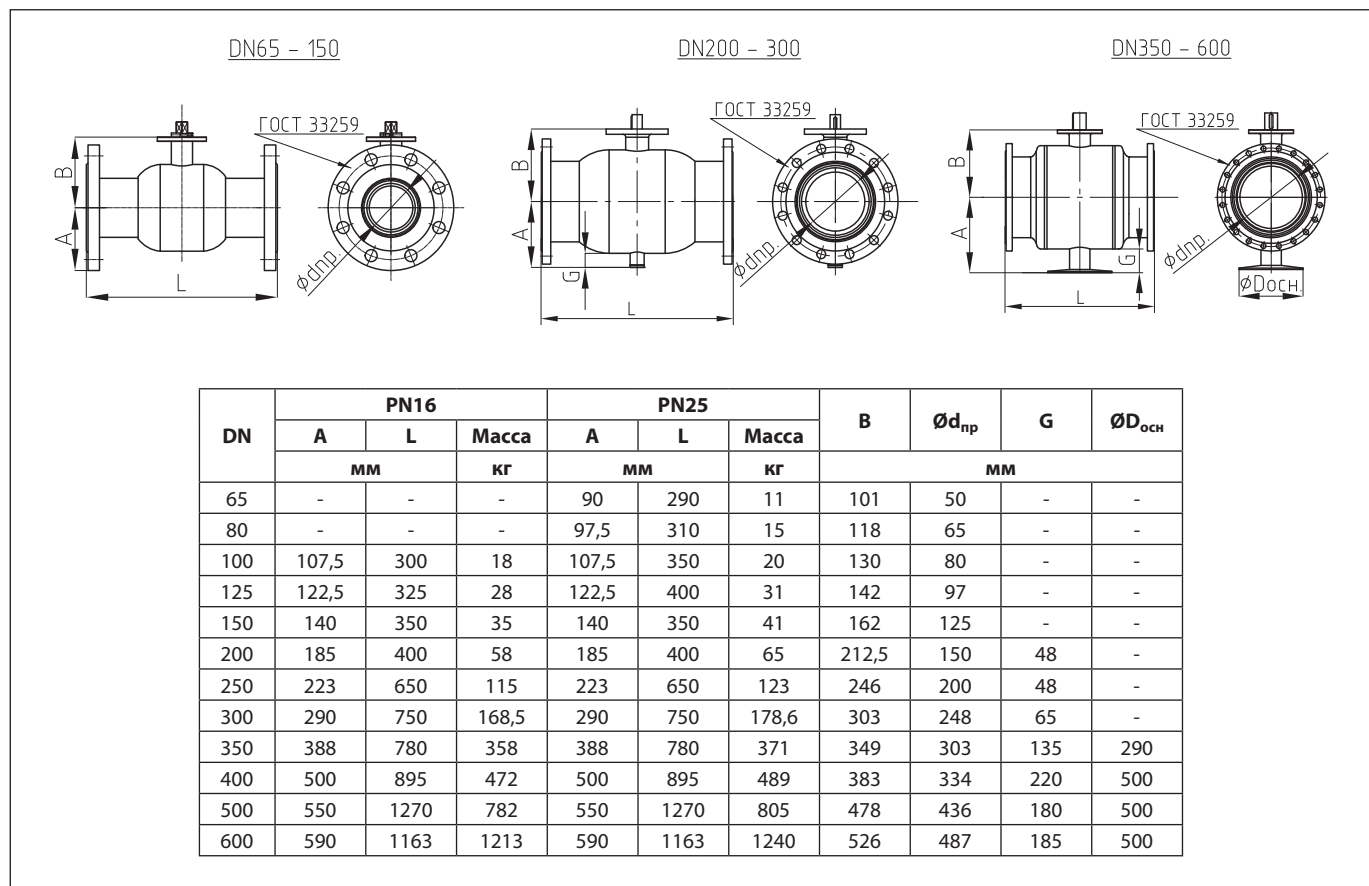 DN65 – 150
DN200 – 300
DN350 – 600
ГОСТ 33259
B
A
L
Ødпр.
ГОСТ 33259
B
A
G
L
Ødпр.
ГОСТ 33259
B
A
G
L
Ødпр.
ØDосн.
DN PN16 PN25 B Ødпр G ØDосн
A L Масса A L Масса
мм кг мм кг мм
65 - - - 90 290 11 101 50 - -
80 - - - 97,5 310 15 118 65 - -
100 107,5 300 18 107,5 350 20 130 80 - -
125 122,5 325 28 122,5 400 31 142 97 - -
150 140 350 35 140 350 41 162 125 - -
200 185 400 58 185 400 65 212,5 150 48 -
250 223 650 115 223 650 123 246 200 48 -
300 290 750 168,5 290 750 178,6 303 248 65 -
350 388 780 358 388 780 371 349 303 135 290
400 500 895 472 500 895 489 383 334 220 500
500 550 1270 782 550 1270 805 478 436 180 500
600 590 1163 1213 590 1163 1240 526 487 185 500